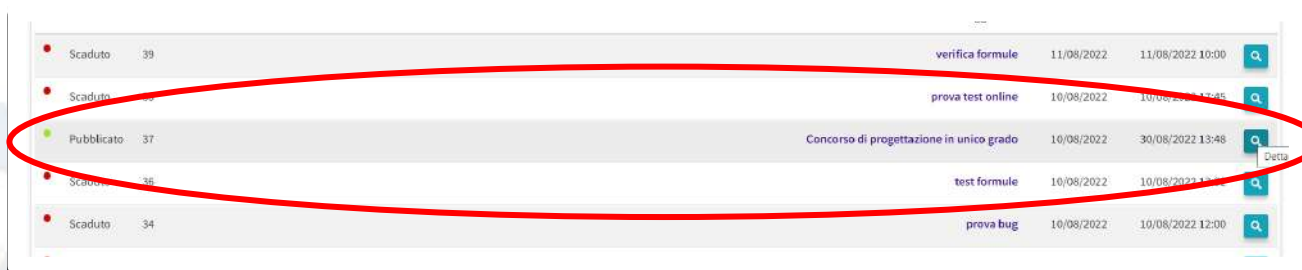 Scaduto 39 verifica formule 11/08/2022 11/08/2022 10:00
Scaduto prova test online 10/08/2022
Pubblicato 37 Concorso di progettazione in unico grado 10/08/2022 30/08/2022 13:48
Detta
Scaduto 36 test formule 10/08/2022
Scaduto 34 prova bug 10/08/2022 10/08/2022 12:00